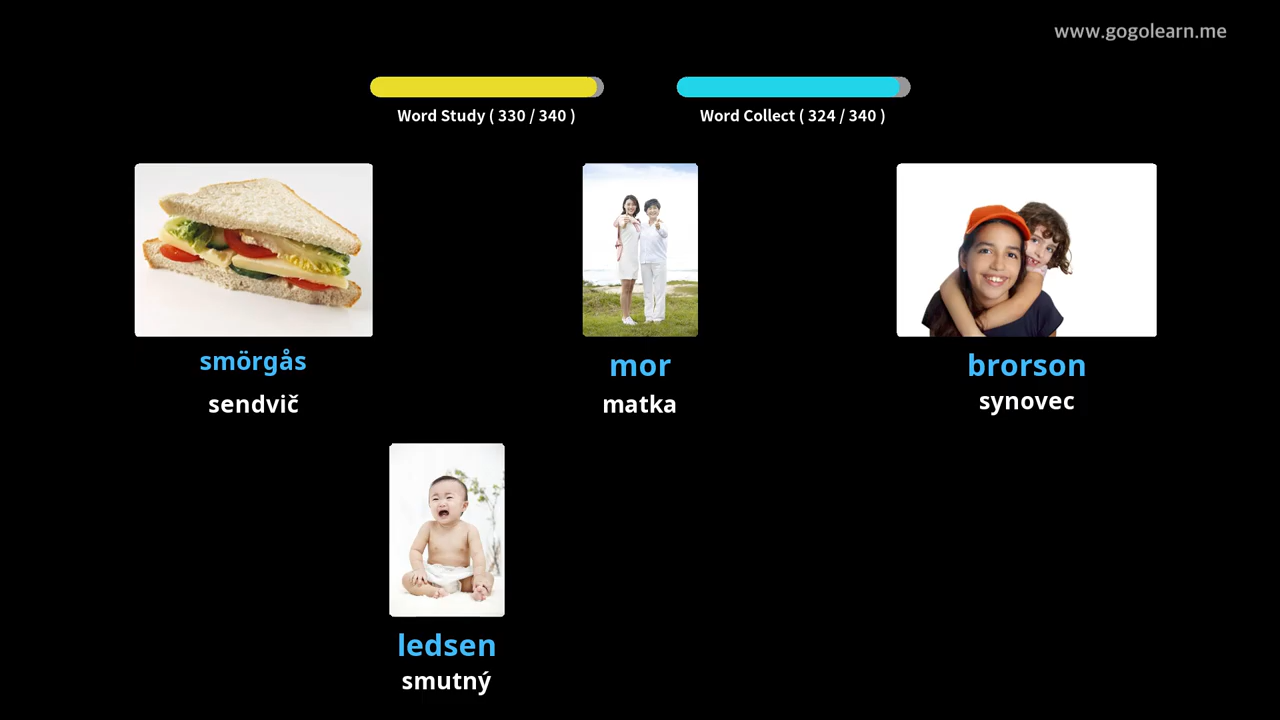 www.gogolearn.me
Word Study ( 330 / 340 )
Word Collect ( 324 / 340 )
smörgås
sendvič
mor
matka
brorson
synovec
ledsen
smutný